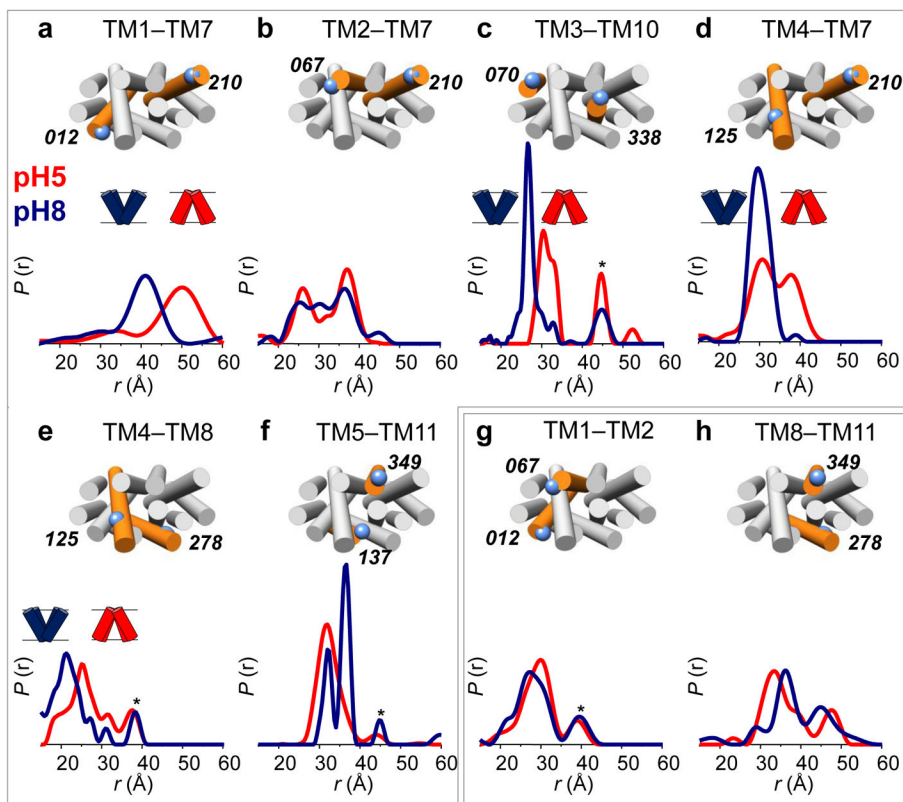 a TM1–TM7
210
012
pH5
pH8
P (r)
20 30 40 50 60
r (Å)
b TM2–TM7
067
210
P (r)
20 30 40 50 60
r (Å)
c TM3–TM10
070
338
*
P (r)
20 30 40 50 60
r (Å)
d TM4–TM7
210
125
P (r)
20 30 40 50 60
r (Å)
e TM4–TM8
125
278
*
P (r)
20 30 40 50 60
r (Å)
f TM5–TM11
349
137
*
P (r)
20 30 40 50 60
r (Å)
g TM1–TM2
067
012
*
P (r)
20 30 40 50 60
r (Å)
h TM8–TM11
349
278
P (r)
20 30 40 50 60
r (Å)